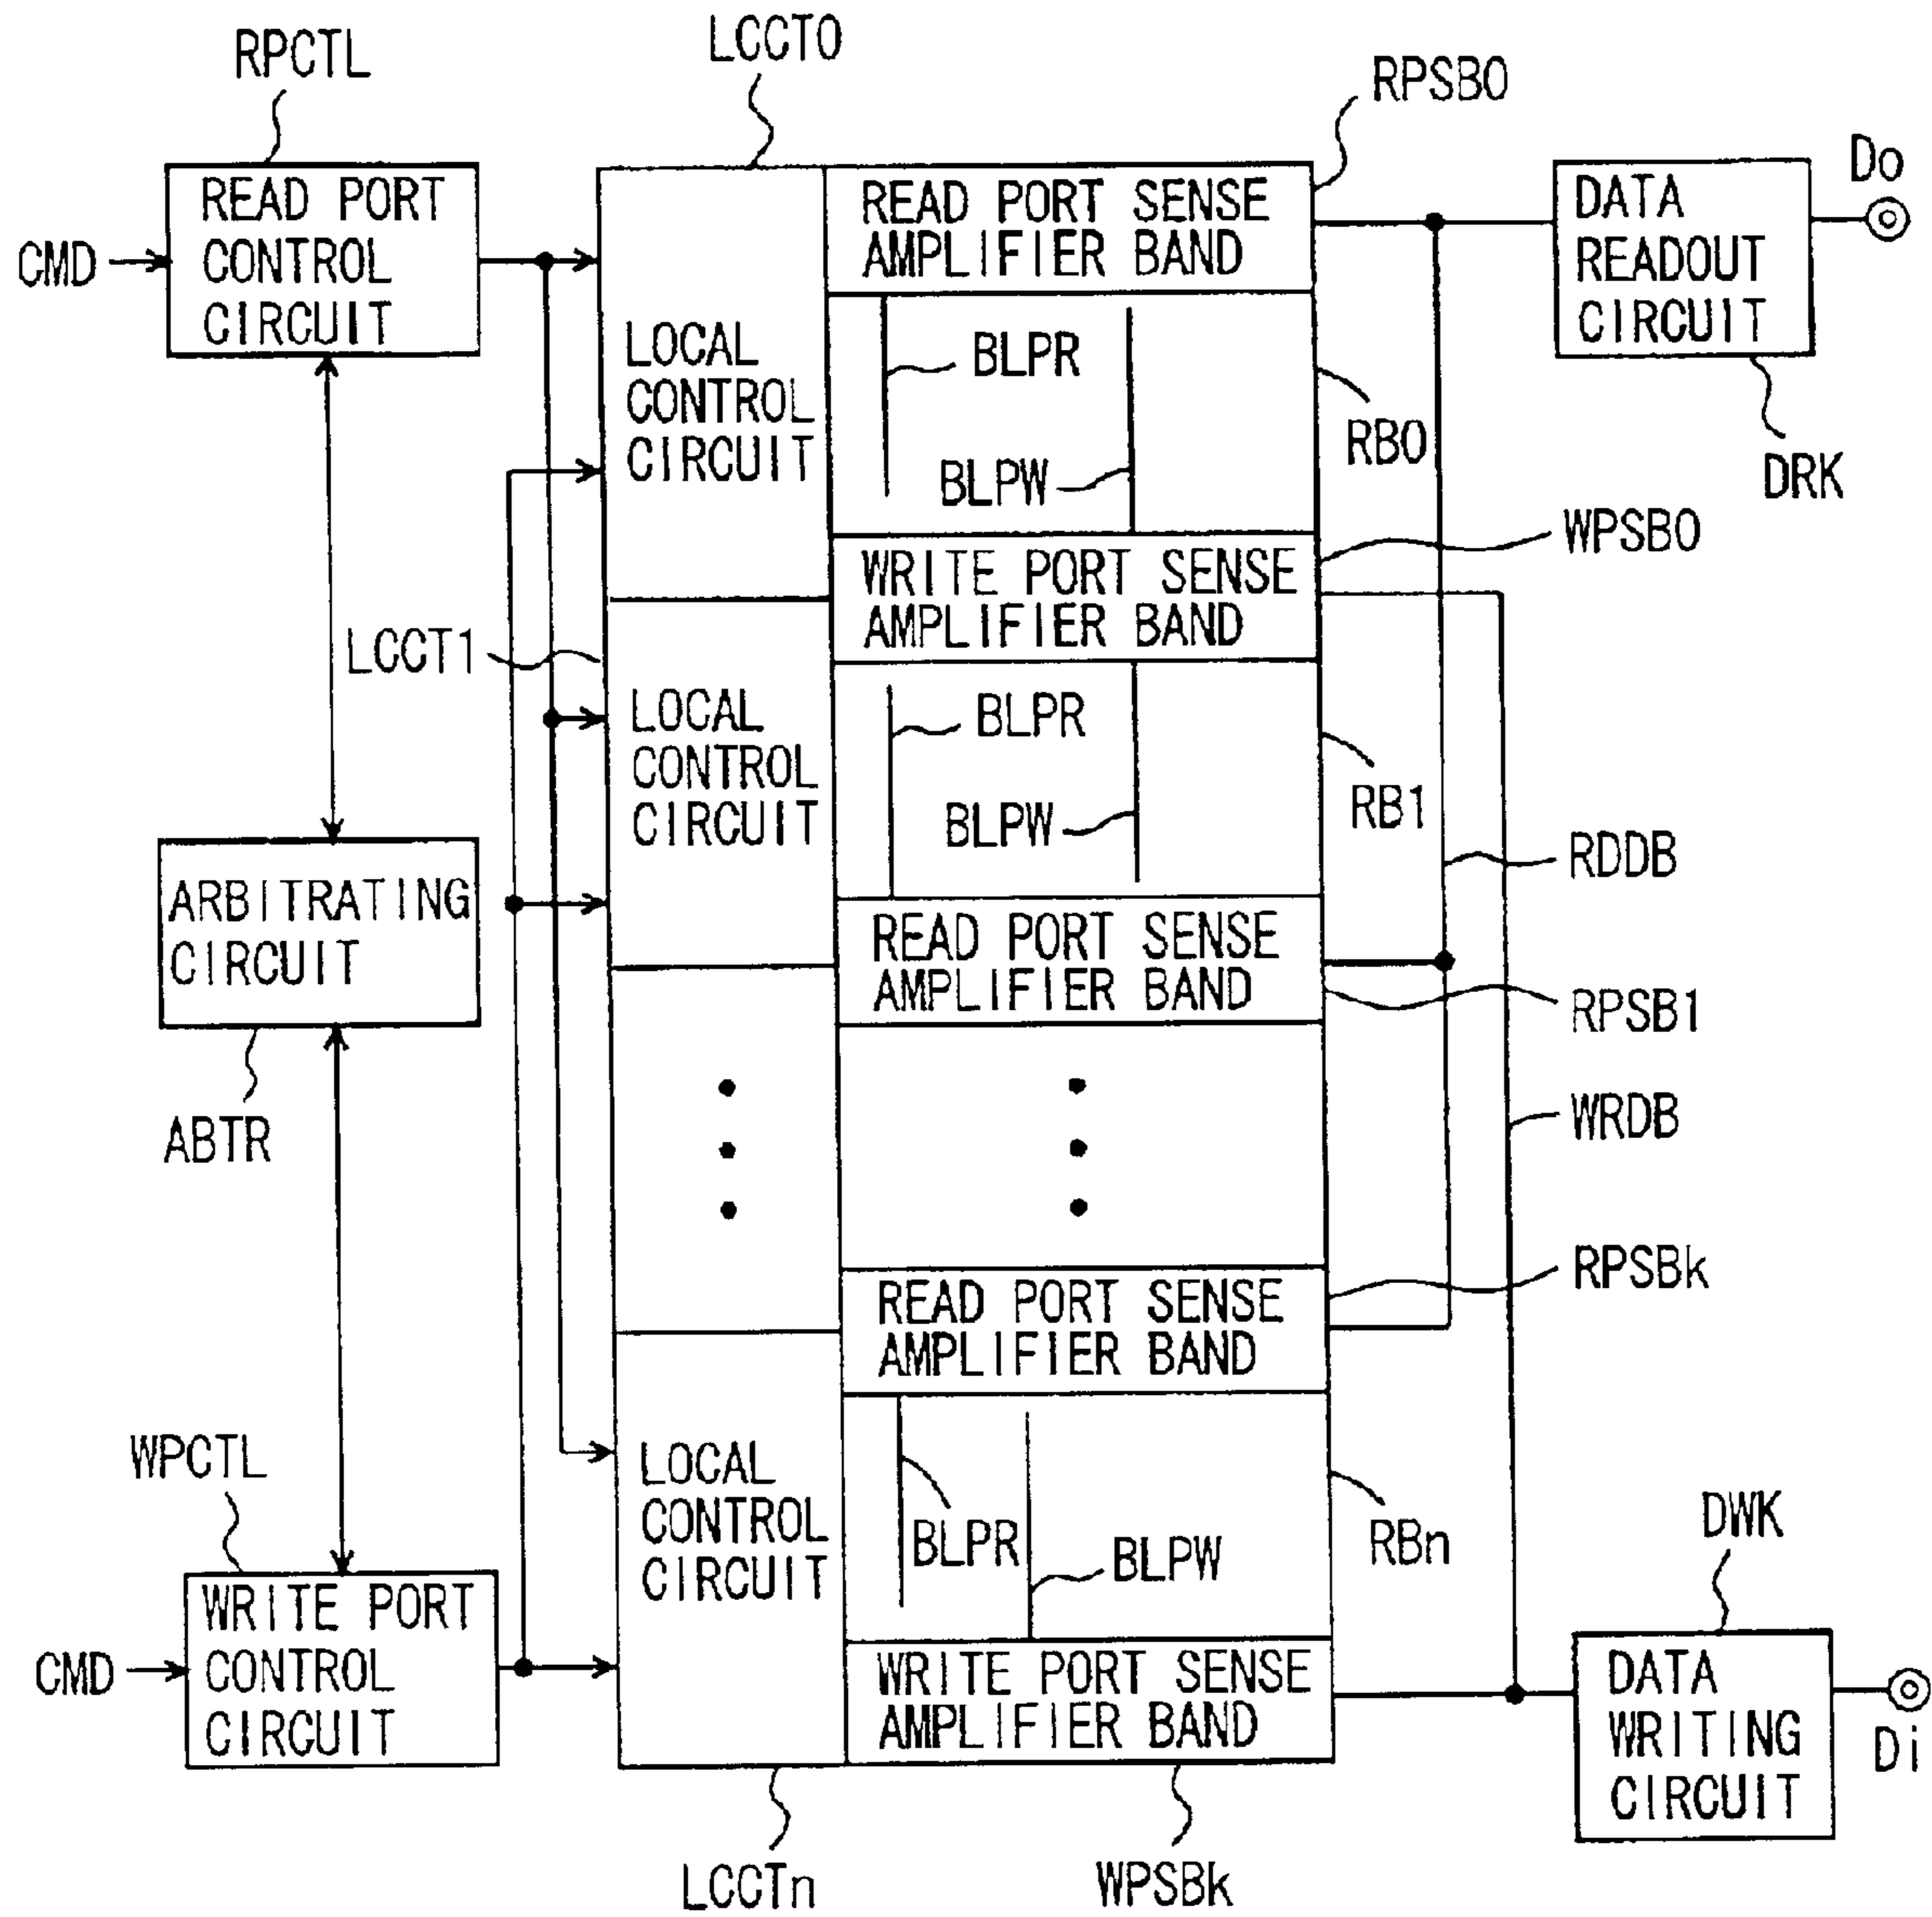 LCCT0
RPCTL
RPSB0
READ PORT
CONTROL
CIRCUIT
CMD
READ PORT SENSE
AMPLIFIER BAND
DATA
READOUT
CIRCUIT
Do
LOCAL
CONTROL
CIRCUIT
BLPR
BLPW
RB0
DRK
WPSB0
WRITE PORT SENSE
AMPLIFIER BAND
LCCT1
LOCAL
CONTROL
CIRCUIT
BLPR
BLPW
RB1
RDDB
ARBITRATING
CIRCUIT
READ PORT SENSE
AMPLIFIER BAND
RPSB1
ABTR
WRDB
RPSBk
READ PORT SENSE
AMPLIFIER BAND
WPCTL
LOCAL
CONTROL
CIRCUIT
BLPR
BLPW
RBn
DWK
WRITE PORT
CONTROL
CIRCUIT
CMD
WRITE PORT SENSE
AMPLIFIER BAND
DATA
WRITING
CIRCUIT
Di
LCCTn
WPSBk